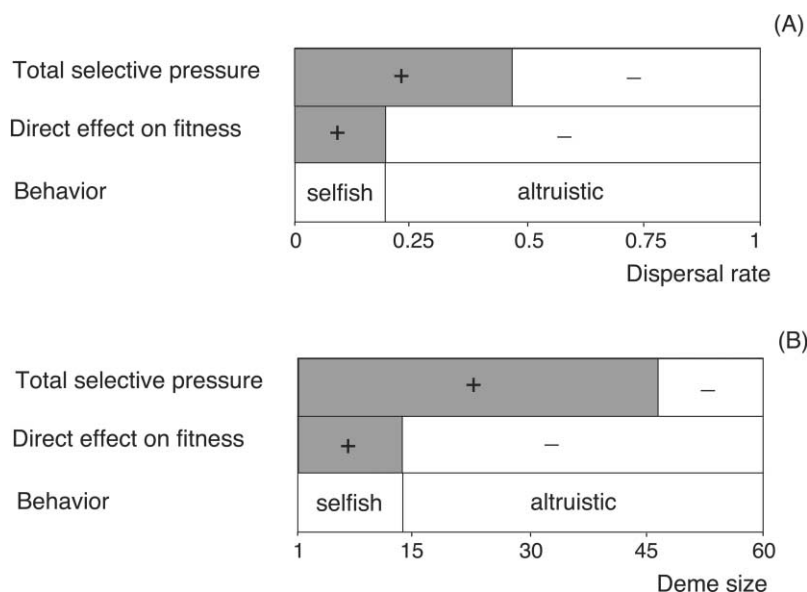 (A)
Total selective pressure + –
Direct effect on fitness + –
Behavior selfish altruistic
0 0.25 0.5 0.75 1
Dispersal rate
(B)
Total selective pressure + –
Direct effect on fitness + –
Behavior selfish altruistic
1 15 30 45 60
Deme size